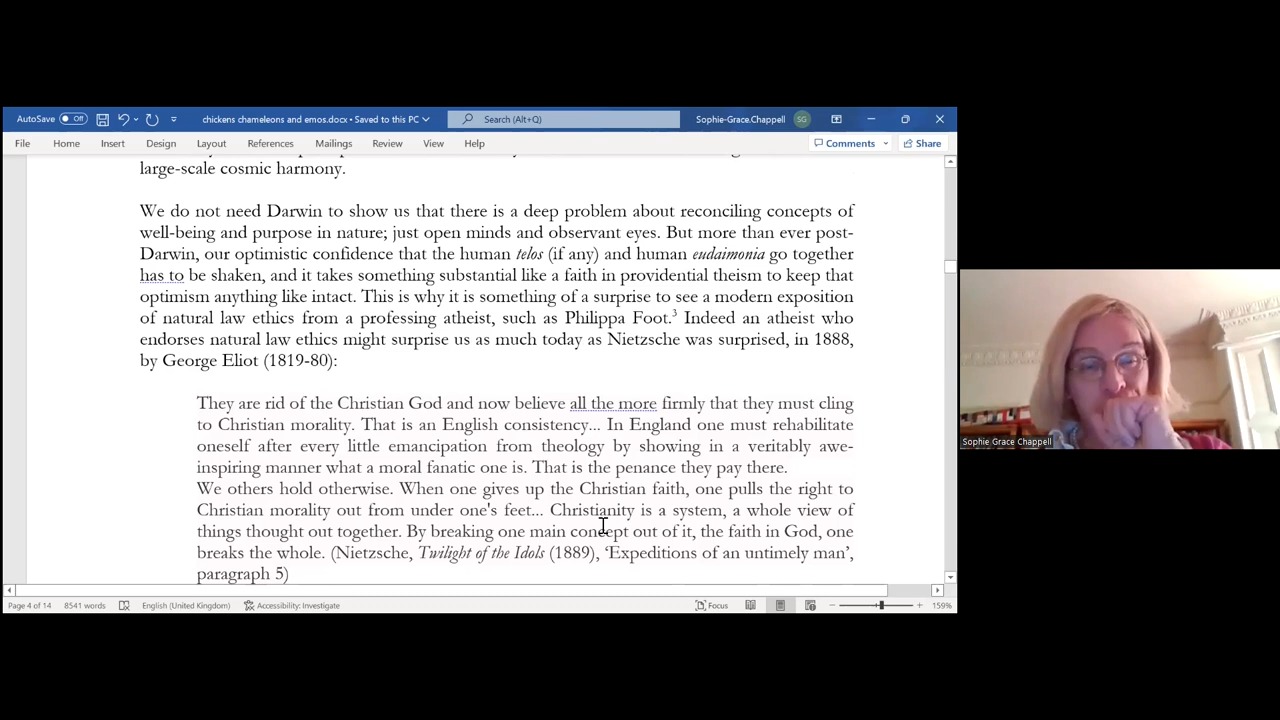 AutoSave Off chickens chameleons and emos.docx • Saved to this PC Search (Alt+Q) Sophie-Grace.Chappell SG
File Home Insert Draw Design Layout References Mailings Review View Help Comments Share
large-scale cosmic harmony.
We do not need Darwin to show us that there is a deep problem about reconciling concepts of
well-being and purpose in nature; just open minds and observant eyes. But more than ever post-
Darwin, our optimistic confidence that the human telos (if any) and human eudaimonia go together
has to be shaken, and it takes something substantial like a faith in providential theism to keep that
optimism anything like intact. This is why it is something of a surprise to see a modern exposition
of natural law ethics from a professing atheist, such as Philippa Foot.3 Indeed an atheist who
endorses natural law ethics might surprise us as much today as Nietzsche was surprised, in 1888,
by George Eliot (1819-80):
They are rid of the Christian God and now believe all the more firmly that they must cling
to Christian morality. That is an English consistency... In England one must rehabilitate
oneself after every little emancipation from theology by showing in a veritably awe-
inspiring manner what a moral fanatic one is. That is the penance they pay there.
We others hold otherwise. When one gives up the Christian faith, one pulls the right to
Christian morality out from under one's feet... Christianity is a system, a whole view of
things thought out together. By breaking one main concept out of it, the faith in God, one
breaks the whole. (Nietzsche, Twilight of the Idols (1889), ‘Expeditions of an untimely man’,
paragraph 5)
Page 4 of 14 8541 words English (United Kingdom) Accessibility: Investigate Focus 159%
Sophie Grace Chappell